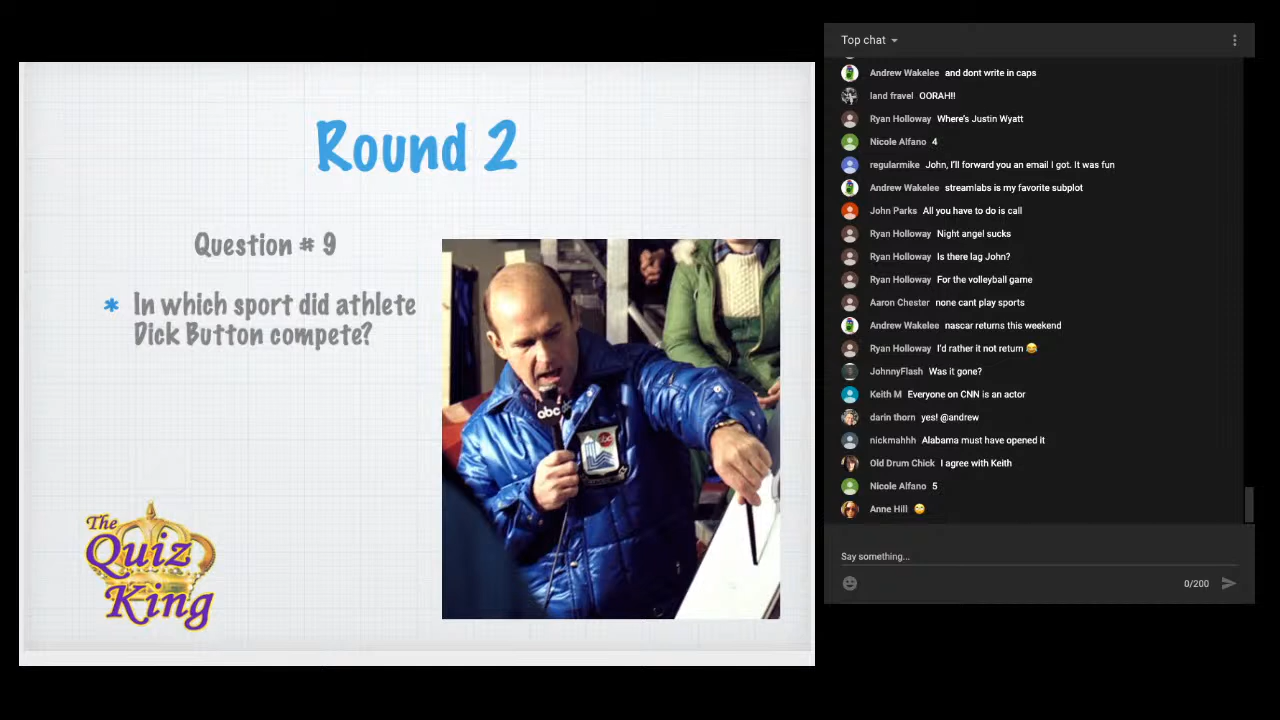 Round 2
Question # 9
* In which sport did athlete
Dick Button compete?
abc
The
Quiz
King
Top chat
Andrew Wakelee and dont write in caps
land fravel OORAH!!
Ryan Holloway Where's Justin Wyatt
Nicole Alfano 4
regularmike John, I'll forward you an email I got. It was fun
Andrew Wakelee streamlabs is my favorite subplot
John Parks All you have to do is call
Ryan Holloway Night angel sucks
Ryan Holloway Is there lag John?
Ryan Holloway For the volleyball game
Aaron Chester none cant play sports
Andrew Wakelee nascar returns this weekend
Ryan Holloway I'd rather it not return 😂
JohnnyFlash Was it gone?
Keith M Everyone on CNN is an actor
darin thorn yes! @andrew
nickmahhh Alabama must have opened it
Old Drum Chick I agree with Keith
Nicole Alfano 5
Anne Hill 🙄
Say something...
0/200